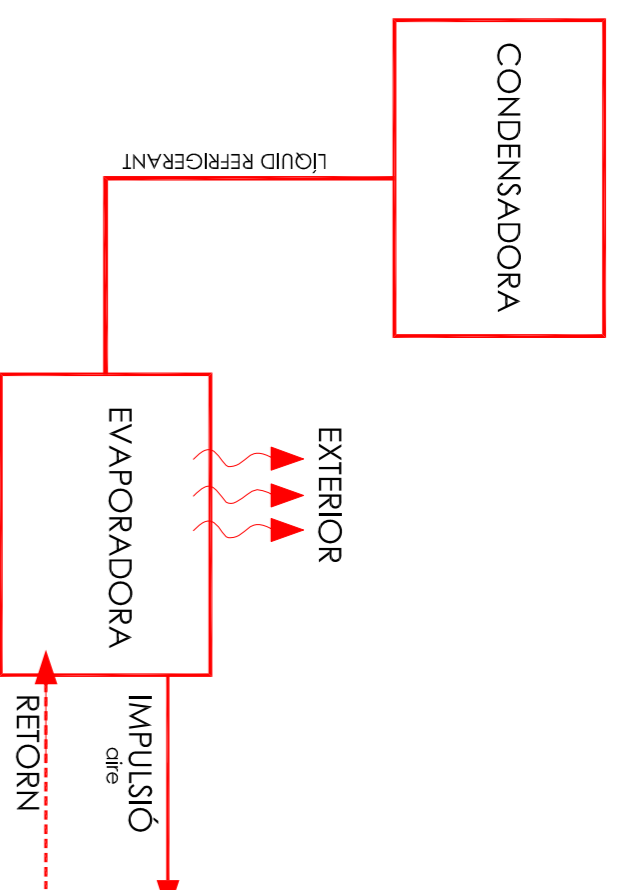 CONDENSADORA
LÍQUID REFRIGERANT
EXTERIOR
EVAPORADORA
IMPULSIÓ
aire
RETORN